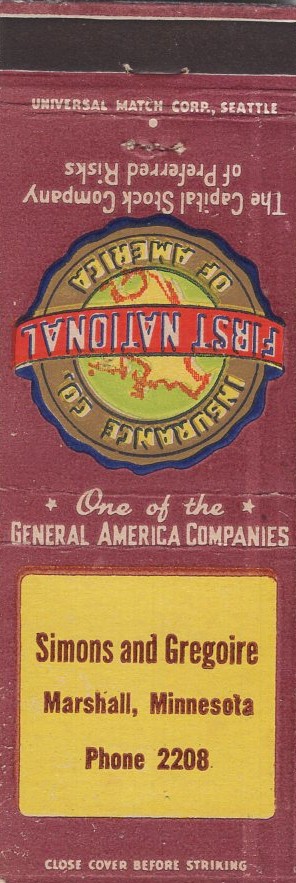 UNIVERSAL MATCH CORP., SEATTLE
The Capital Stock Company
of Preferred Risks
FIRST NATIONAL
INSURANCE CO.
OF AMERICA
One of the
GENERAL AMERICA COMPANIES
Simons and Gregoire
Marshall, Minnesota
Phone 2208
CLOSE COVER BEFORE STRIKING